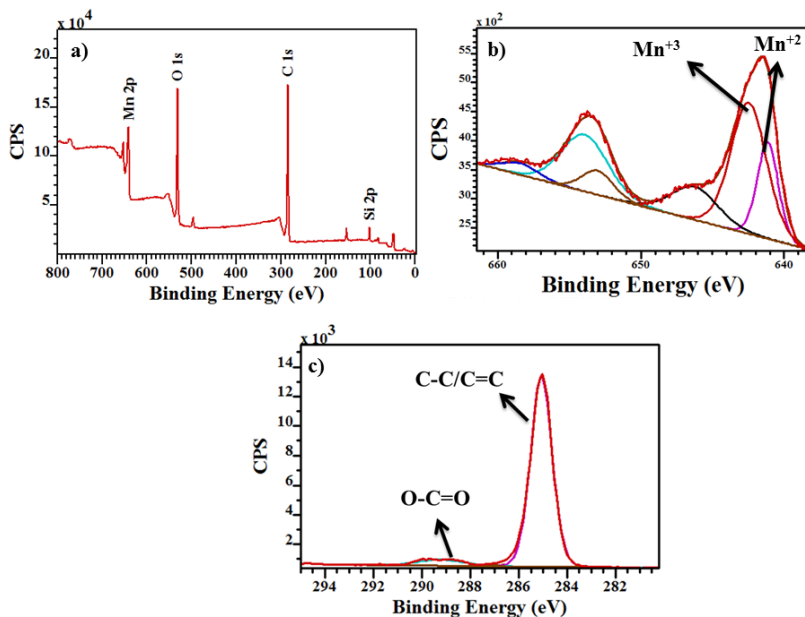 x 10⁴
a)
20
15
10
5
CPS
Mn 2p
O 1s
C 1s
Si 2p
800 700 600 500 400 300 200 100 0
Binding Energy (eV)
x 10²
b)
Mn⁺³
Mn⁺²
55
50
45
40
35
30
25
CPS
660 650 640
Binding Energy (eV)
x 10³
c)
14
12
10
8
6
4
2
CPS
C-C/C=C
O-C=O
294 292 290 288 286 284 282
Binding Energy (eV)